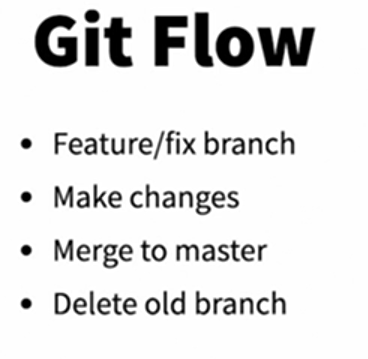 Git Flow
• Feature/fix branch
• Make changes
• Merge to master
• Delete old branch